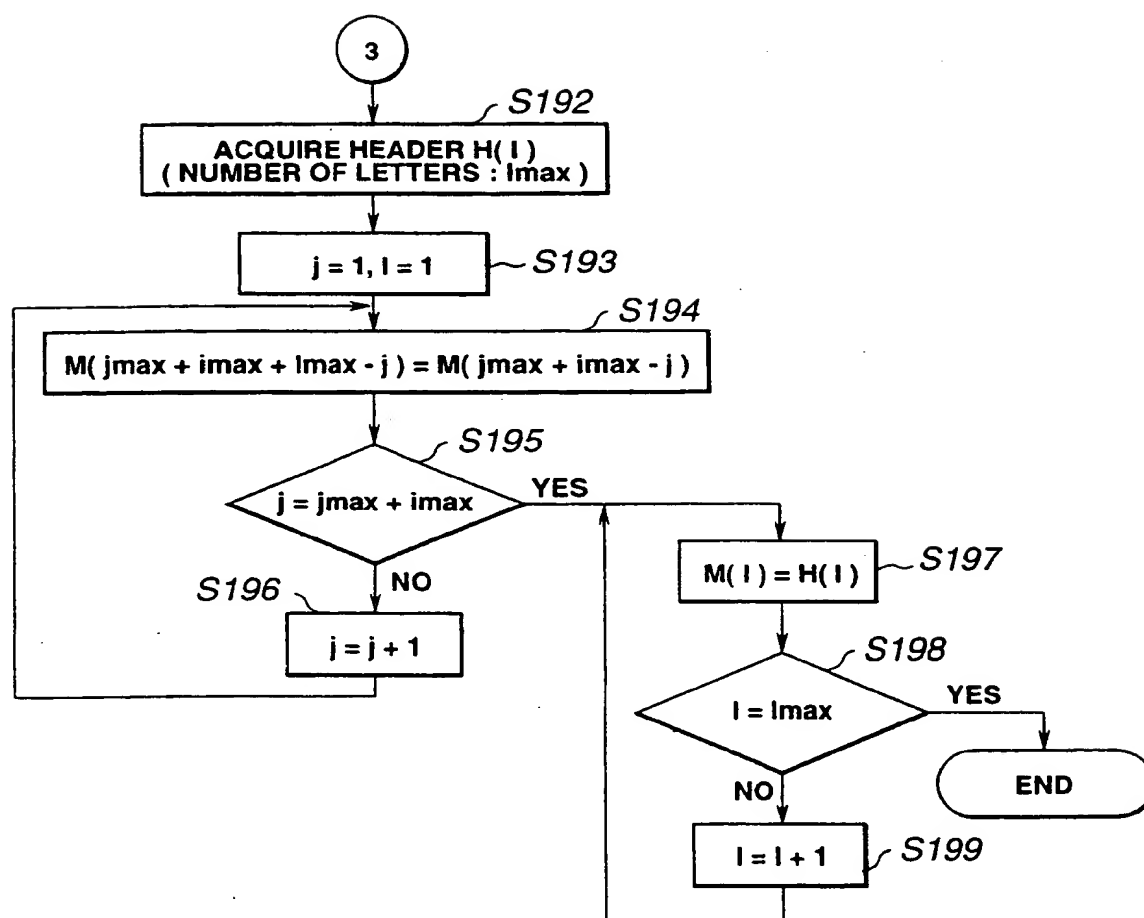 3
S192
ACQUIRE HEADER H( l )
( NUMBER OF LETTERS : lmax )
j = 1, l = 1
S193
S194
M( jmax + imax + lmax - j ) = M( jmax + imax - j )
S195
j = jmax + imax
YES
NO
S196
j = j + 1
M( l ) = H( l )
S197
S198
l = lmax
YES
NO
END
l = l + 1
S199